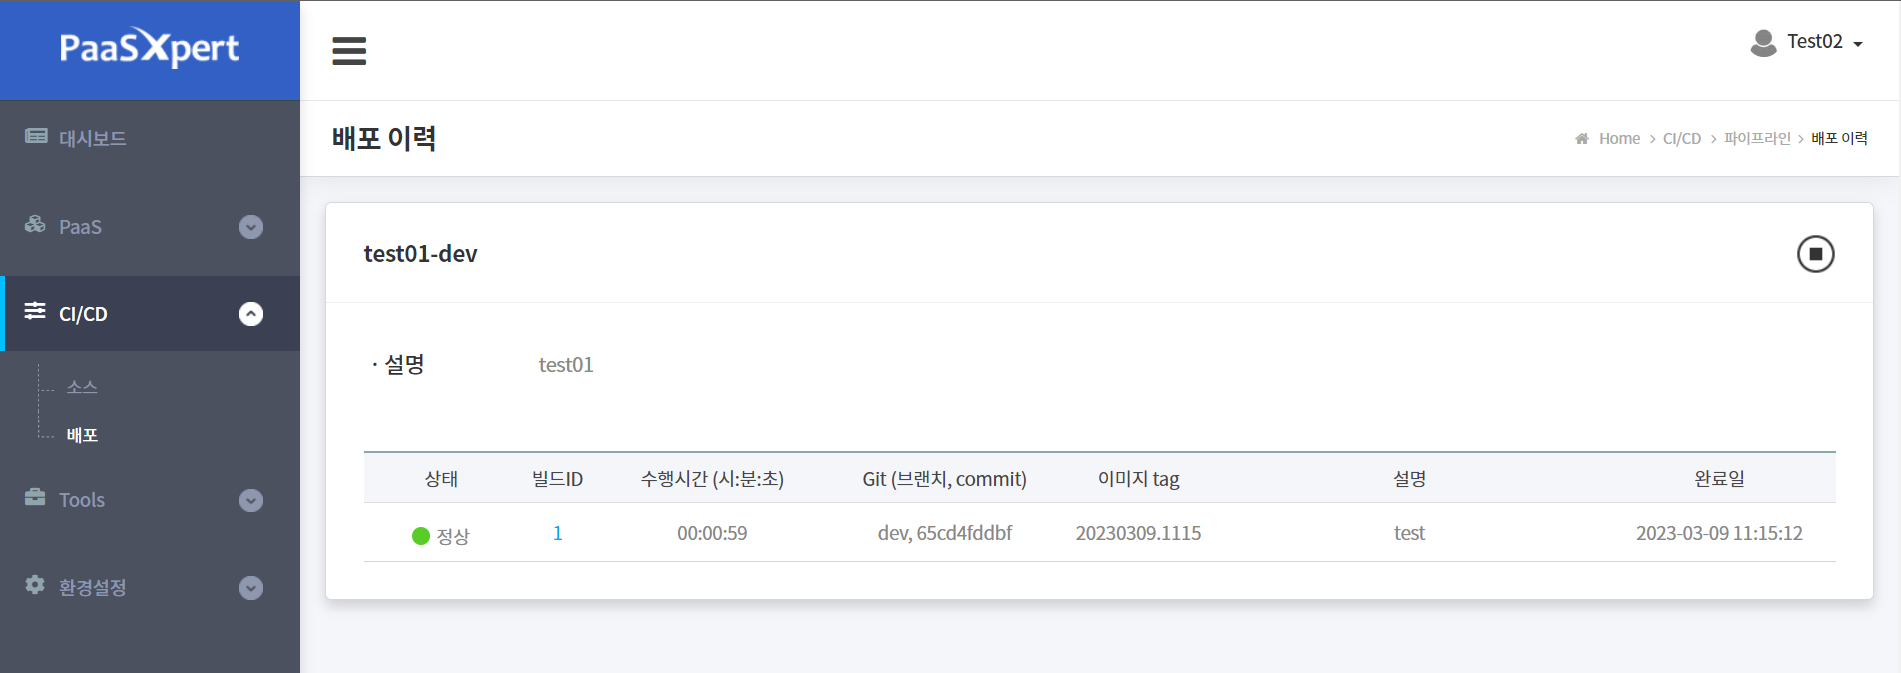 PaaSXpert
Test02
대시보드
PaaS
CI/CD
소스
배포
Tools
환경설정
배포 이력
Home > CI/CD > 파이프라인 > 배포 이력
test01-dev
· 설명 test01
상태 빌드ID 수행시간 (시:분:초) Git (브랜치, commit) 이미지 tag 설명 완료일
정상 1 00:00:59 dev, 65cd4fddbf 20230309.1115 test 2023-03-09 11:15:12